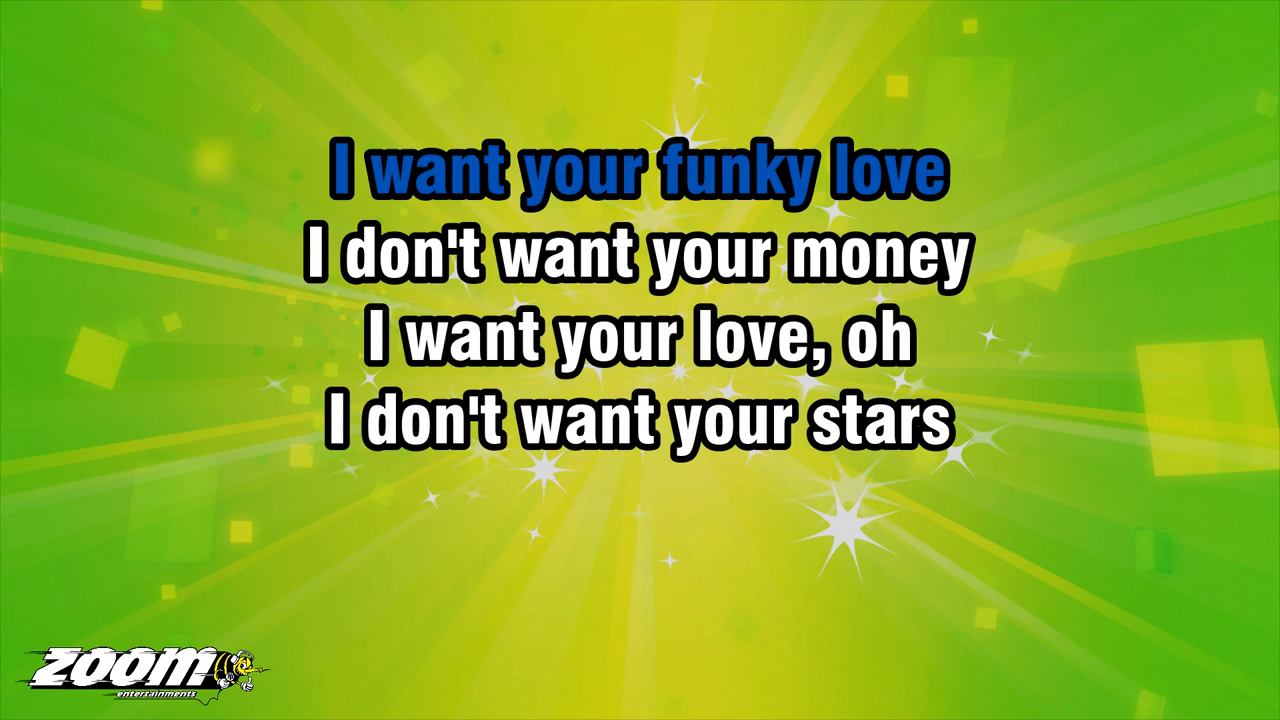 I want your funky love
I don't want your money
I want your love, oh
I don't want your stars
ZOOM
entertainments